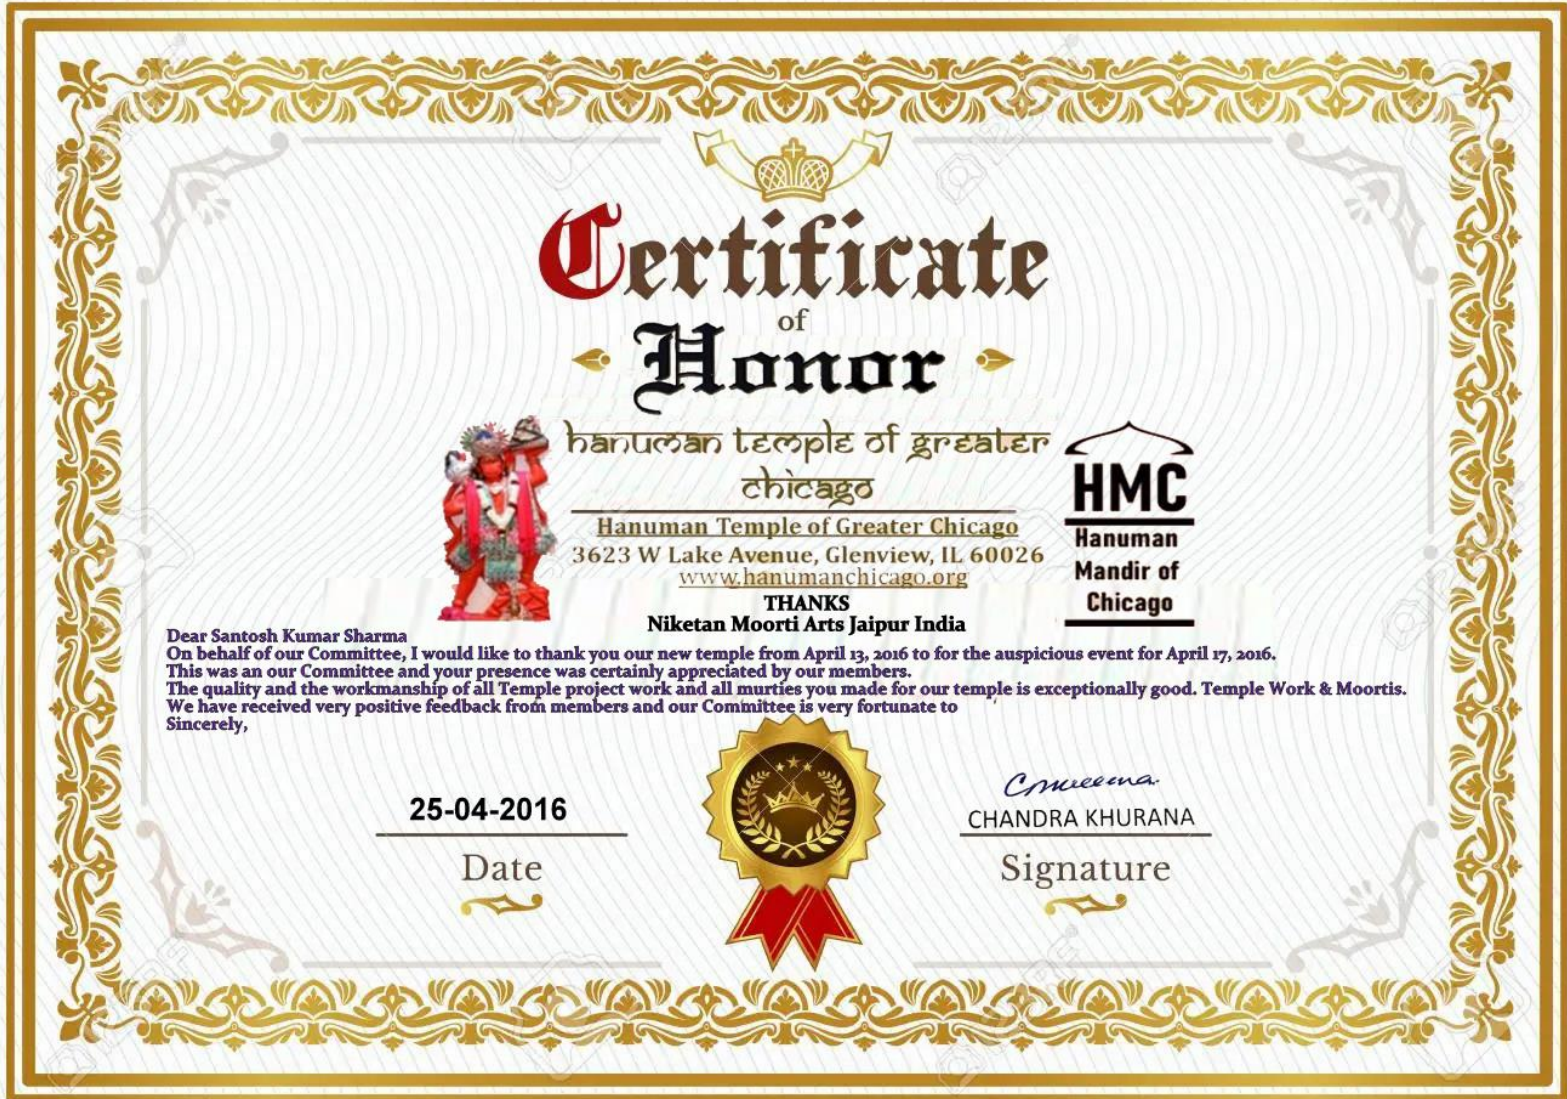 Certificate
of
Honor
hanuman temple of greater
chicago
Hanuman Temple of Greater Chicago
3623 W Lake Avenue, Glenview, IL 60026
www.hanumanchicago.org
HMC
Hanuman
Mandir of
Chicago
THANKS
Niketan Moorti Arts Jaipur India
Dear Santosh Kumar Sharma
On behalf of our Committee, I would like to thank you our new temple from April 13, 2016 to for the auspicious event for April 17, 2016.
This was an our Committee and your presence was certainly appreciated by our members.
The quality and the workmanship of all Temple project work and all murties you made for our temple is exceptionally good. Temple Work & Moortis.
We have received very positive feedback from members and our Committee is very fortunate to
Sincerely,
25-04-2016
Date
CHANDRA KHURANA
Signature
123RF